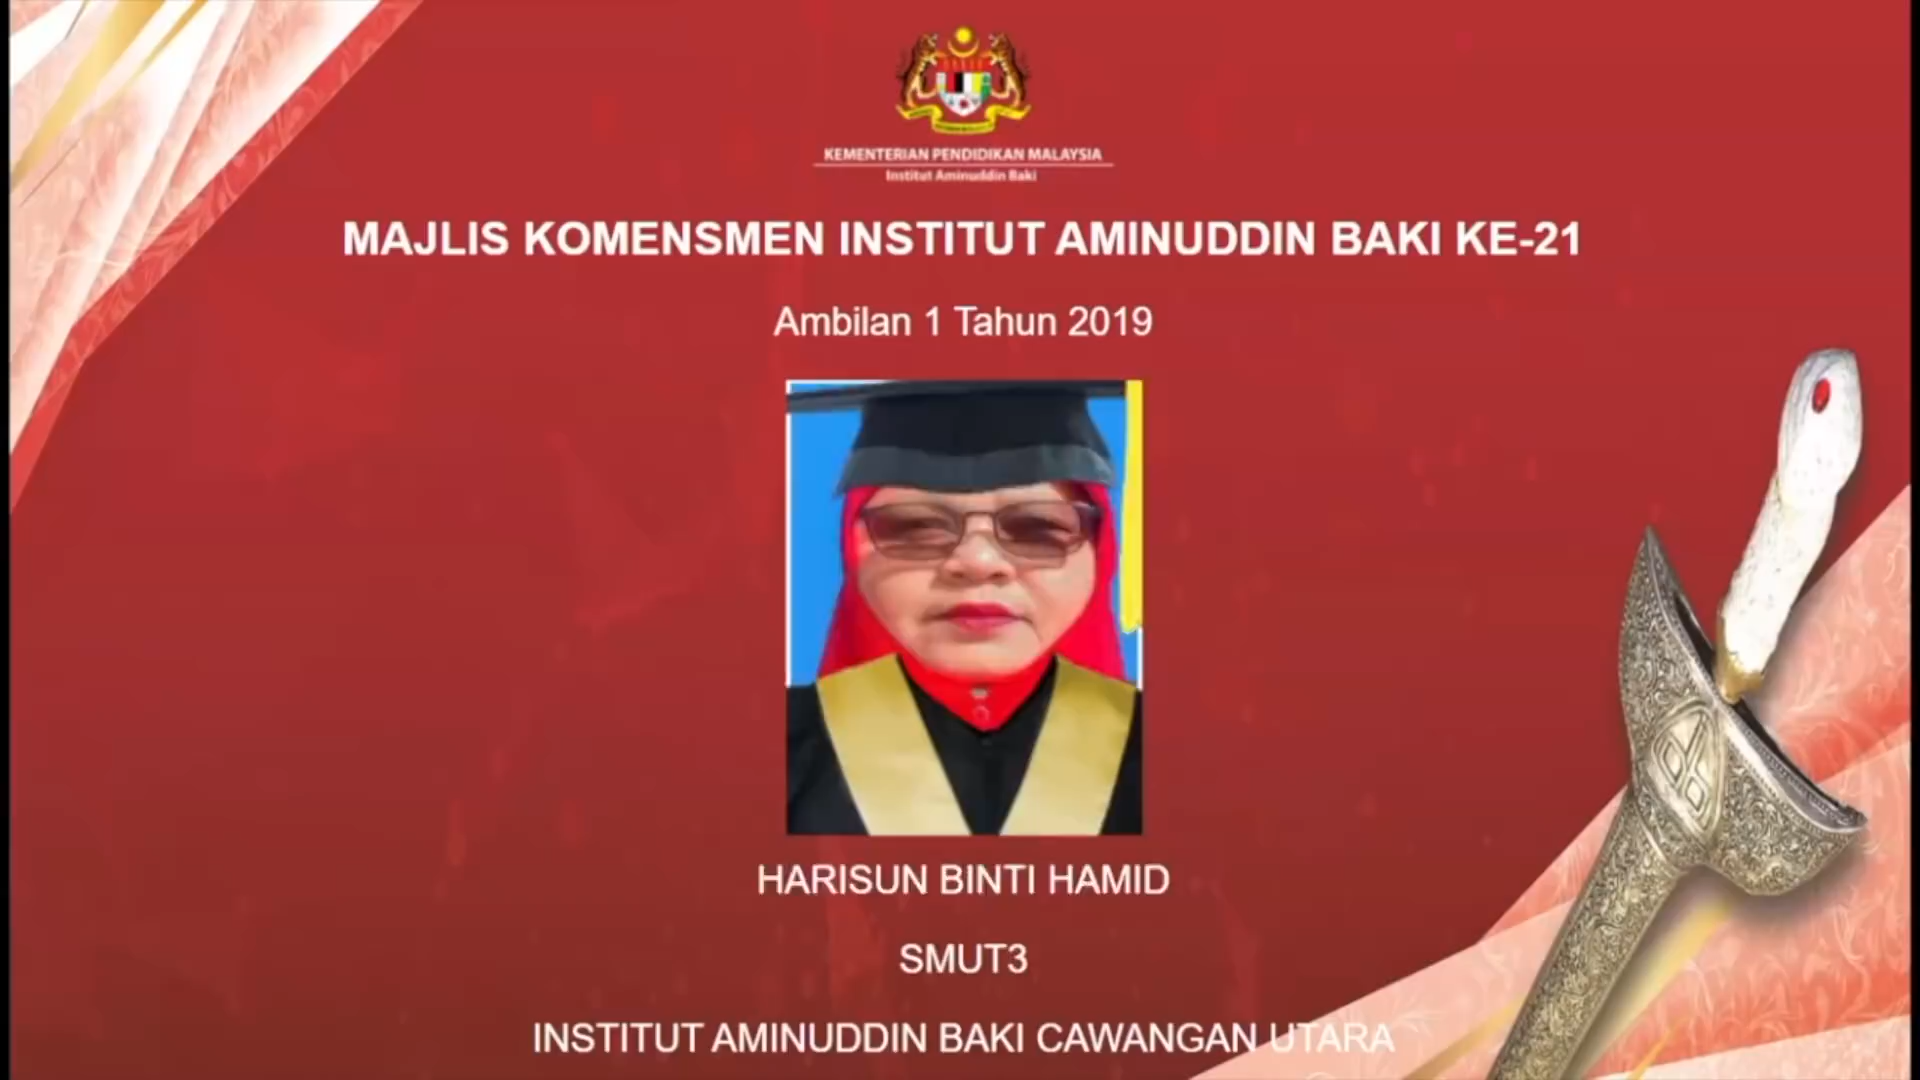 KEMENTERIAN PENDIDIKAN MALAYSIA
Institut Aminuddin Baki
MAJLIS KOMENSMEN INSTITUT AMINUDDIN BAKI KE-21
Ambilan 1 Tahun 2019
HARISUN BINTI HAMID
SMUT3
INSTITUT AMINUDDIN BAKI CAWANGAN UTARA